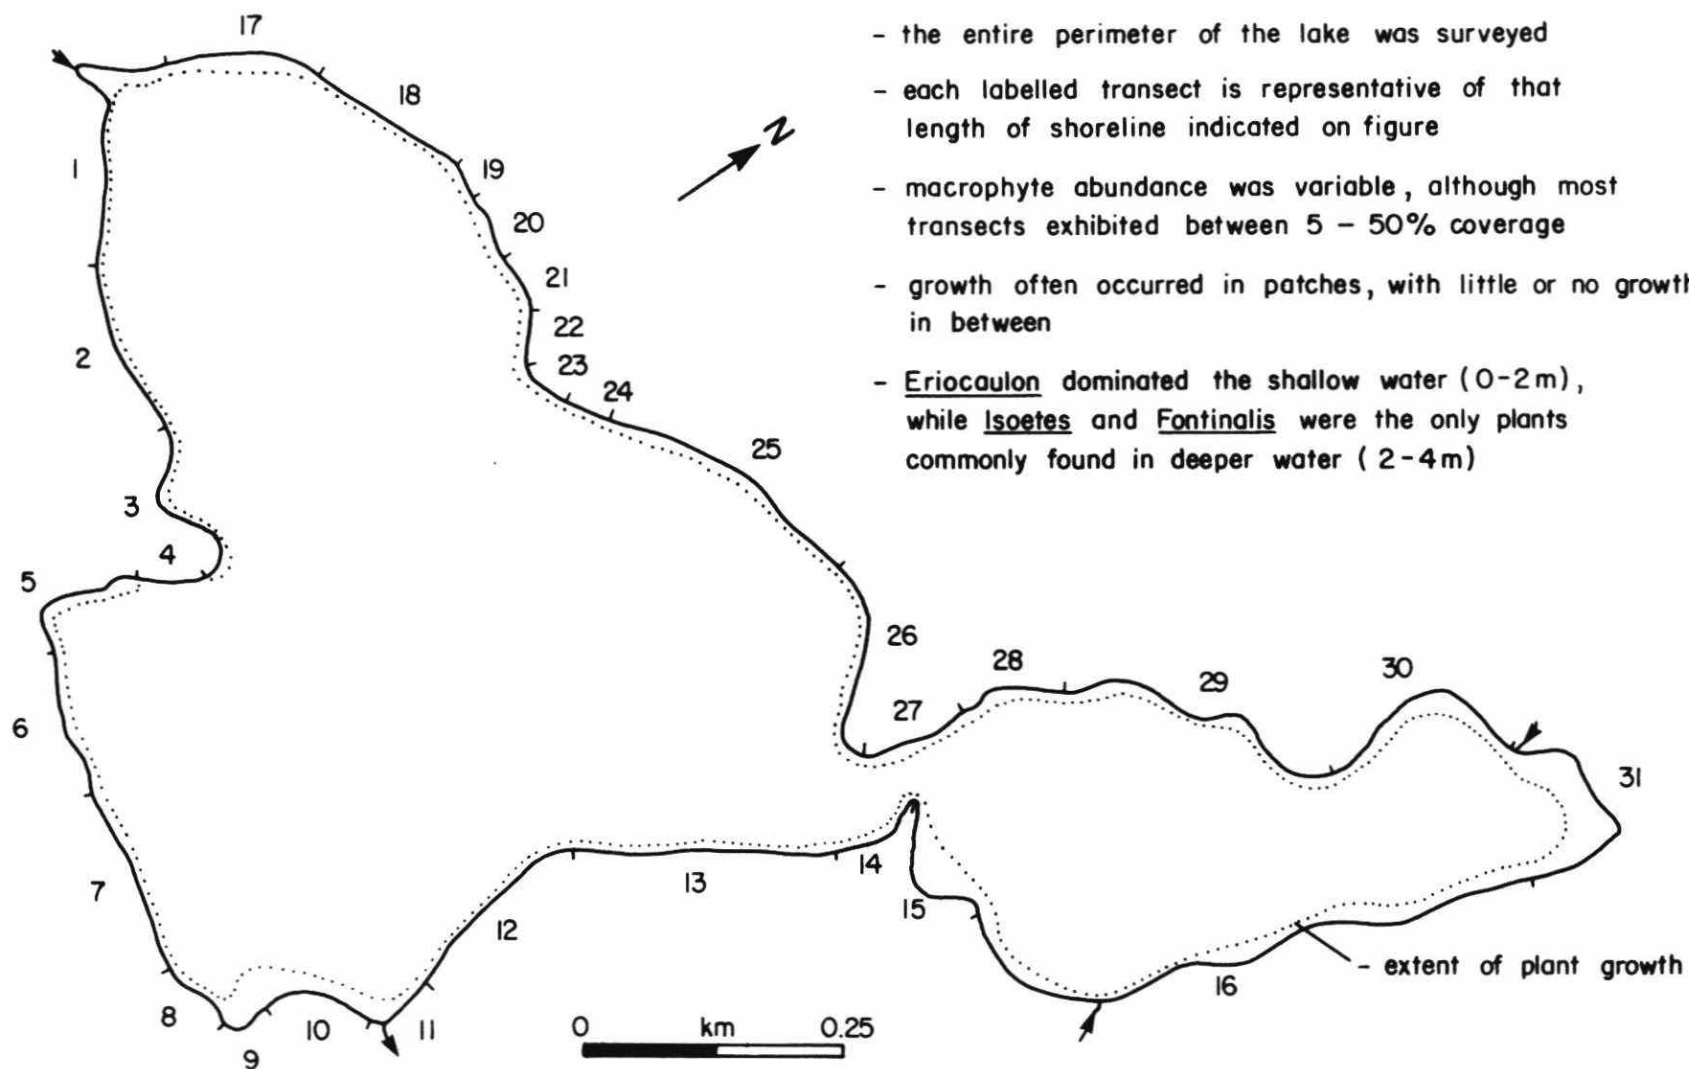 17
- the entire perimeter of the lake was surveyed
18
- each labelled transect is representative of that
length of shoreline indicated on figure
N
1
19
- macrophyte abundance was variable, although most
transects exhibited between 5 - 50% coverage
20
21
- growth often occurred in patches, with little or no growth
in between
22
2
23
24
- Eriocaulon dominated the shallow water (0-2m),
while Isoetes and Fontinalis were the only plants
commonly found in deeper water (2-4m)
25
3
4
5
26
28
30
29
27
6
31
14
13
7
15
12
- extent of plant growth
16
8
10
11
9
0 km 0.25